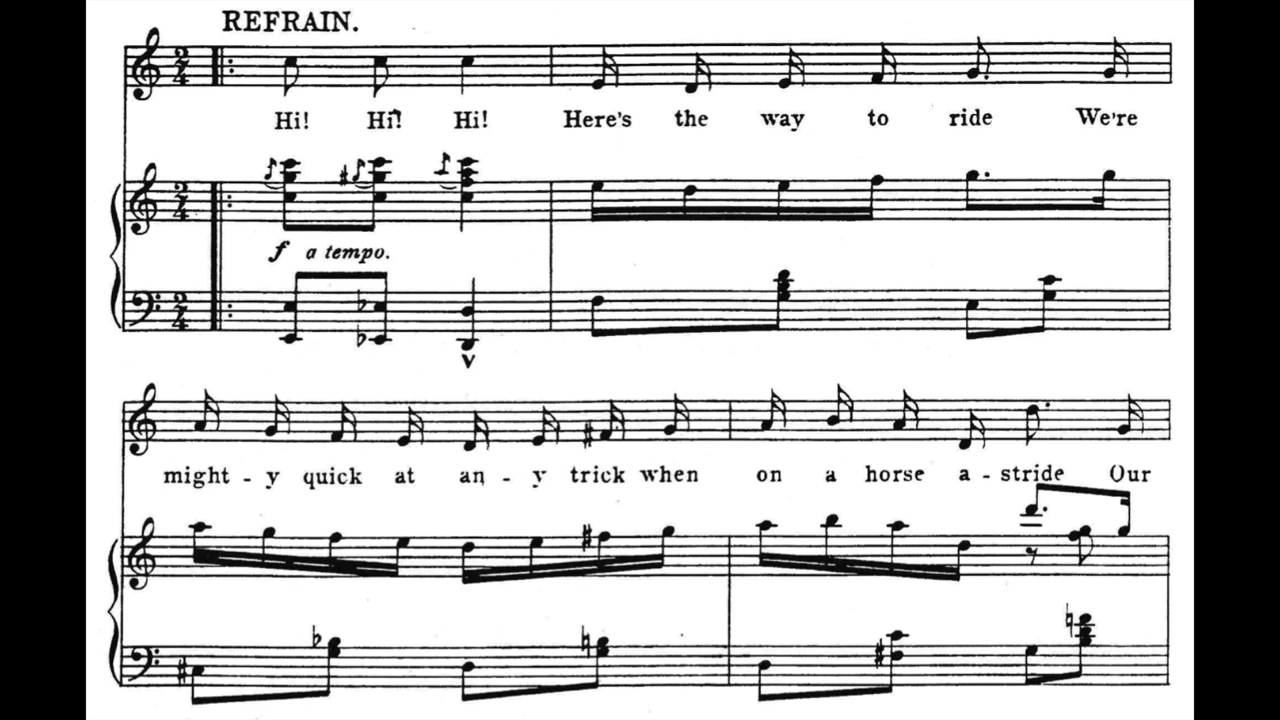 REFRAIN.
Hi! Hi! Hi! Here's the way to ride We're
f a tempo.
might - y quick at an - y trick when on a horse a - stride Our